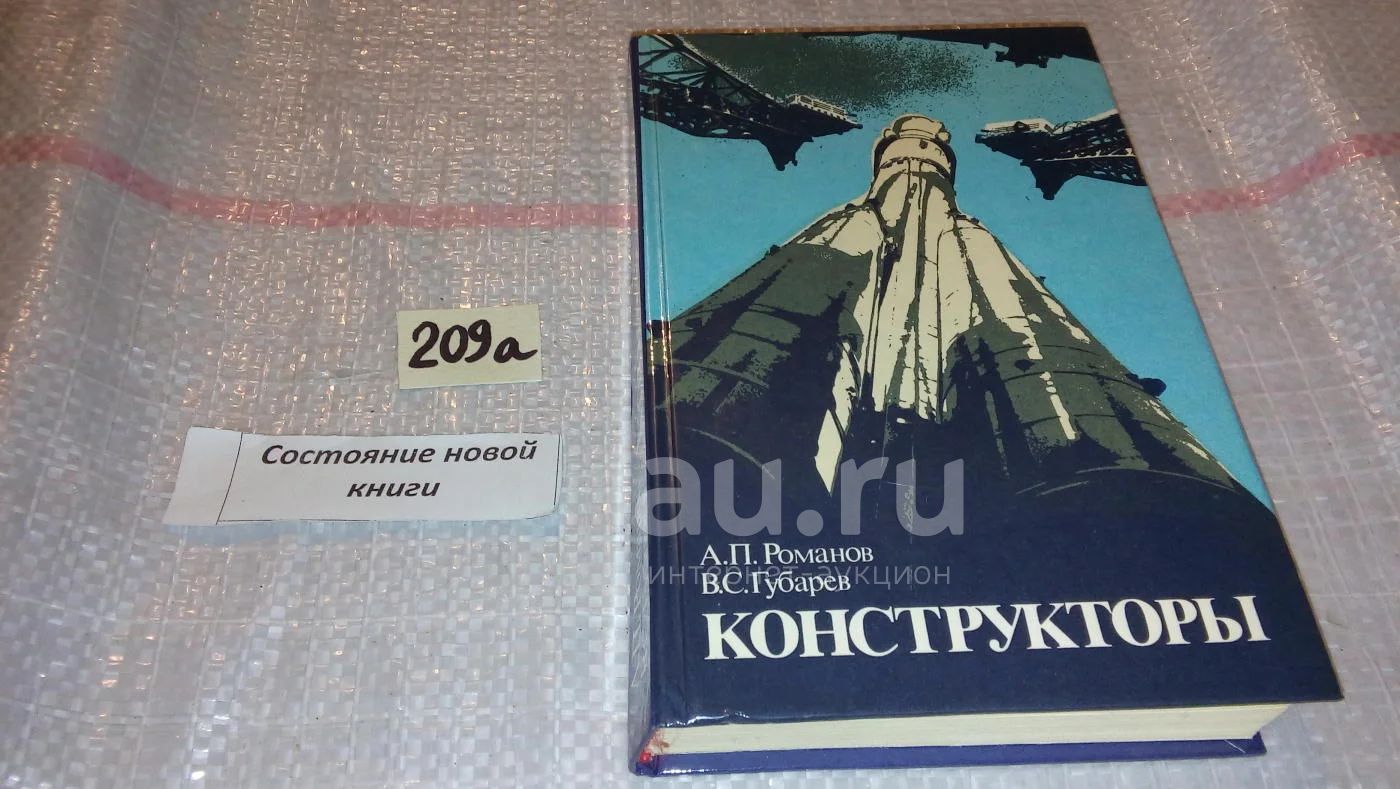 209а
Состояние новой
книги
au.ru
интернет-аукцион
А.П. Романов
В.С. Губарев
КОНСТРУКТОРЫ